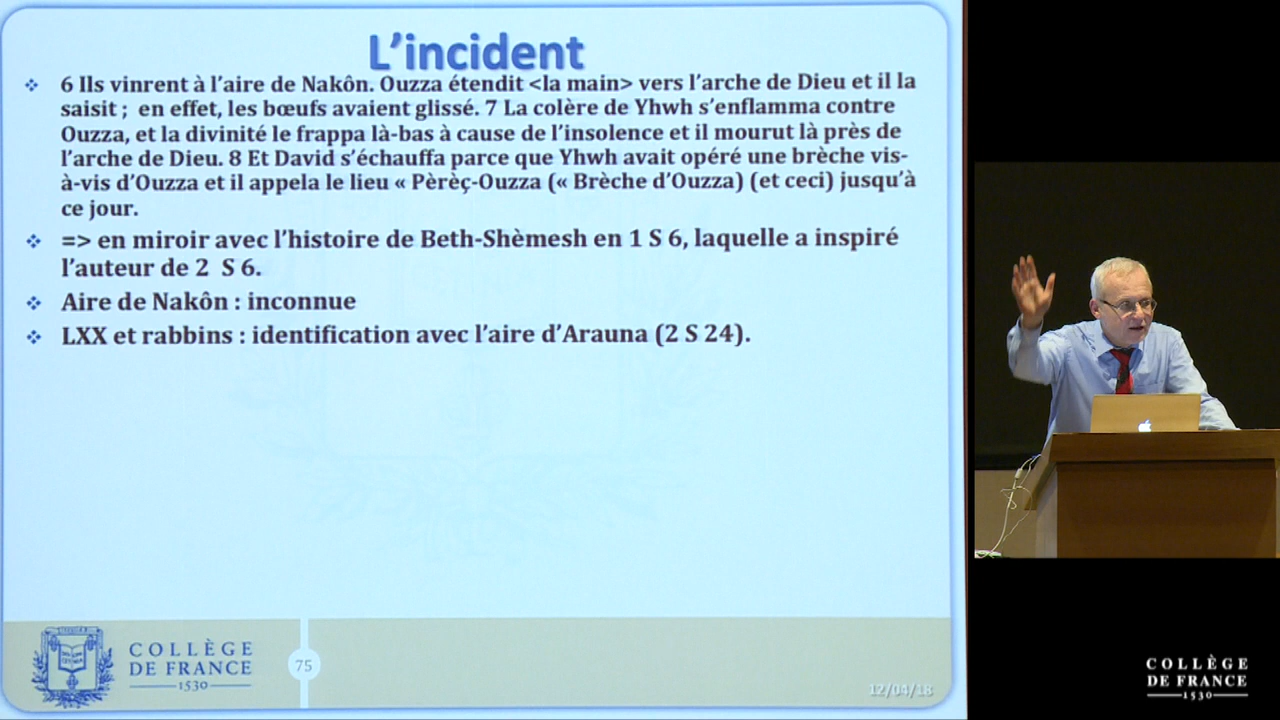 L’incident
❖ 6 Ils vinrent à l’aire de Nakôn. Ouzza étendit <la main> vers l’arche de Dieu et il la
saisit ; en effet, les bœufs avaient glissé. 7 La colère de Yhwh s’enflamma contre
Ouzza, et la divinité le frappa là-bas à cause de l’insolence et il mourut là près de
l’arche de Dieu. 8 Et David s’échauffa parce que Yhwh avait opéré une brèche vis-
à-vis d’Ouzza et il appela le lieu « Pèrèç-Ouzza (« Brèche d’Ouzza) (et ceci) jusqu’à
ce jour.
❖ => en miroir avec l’histoire de Beth-Shèmesh en 1 S 6, laquelle a inspiré
l’auteur de 2 S 6.
❖ Aire de Nakôn : inconnue
❖ LXX et rabbins : identification avec l’aire d’Arauna (2 S 24).
COLLÈGE
DE FRANCE
1530
75
12/04/18
COLLÈGE
DE FRANCE
1530